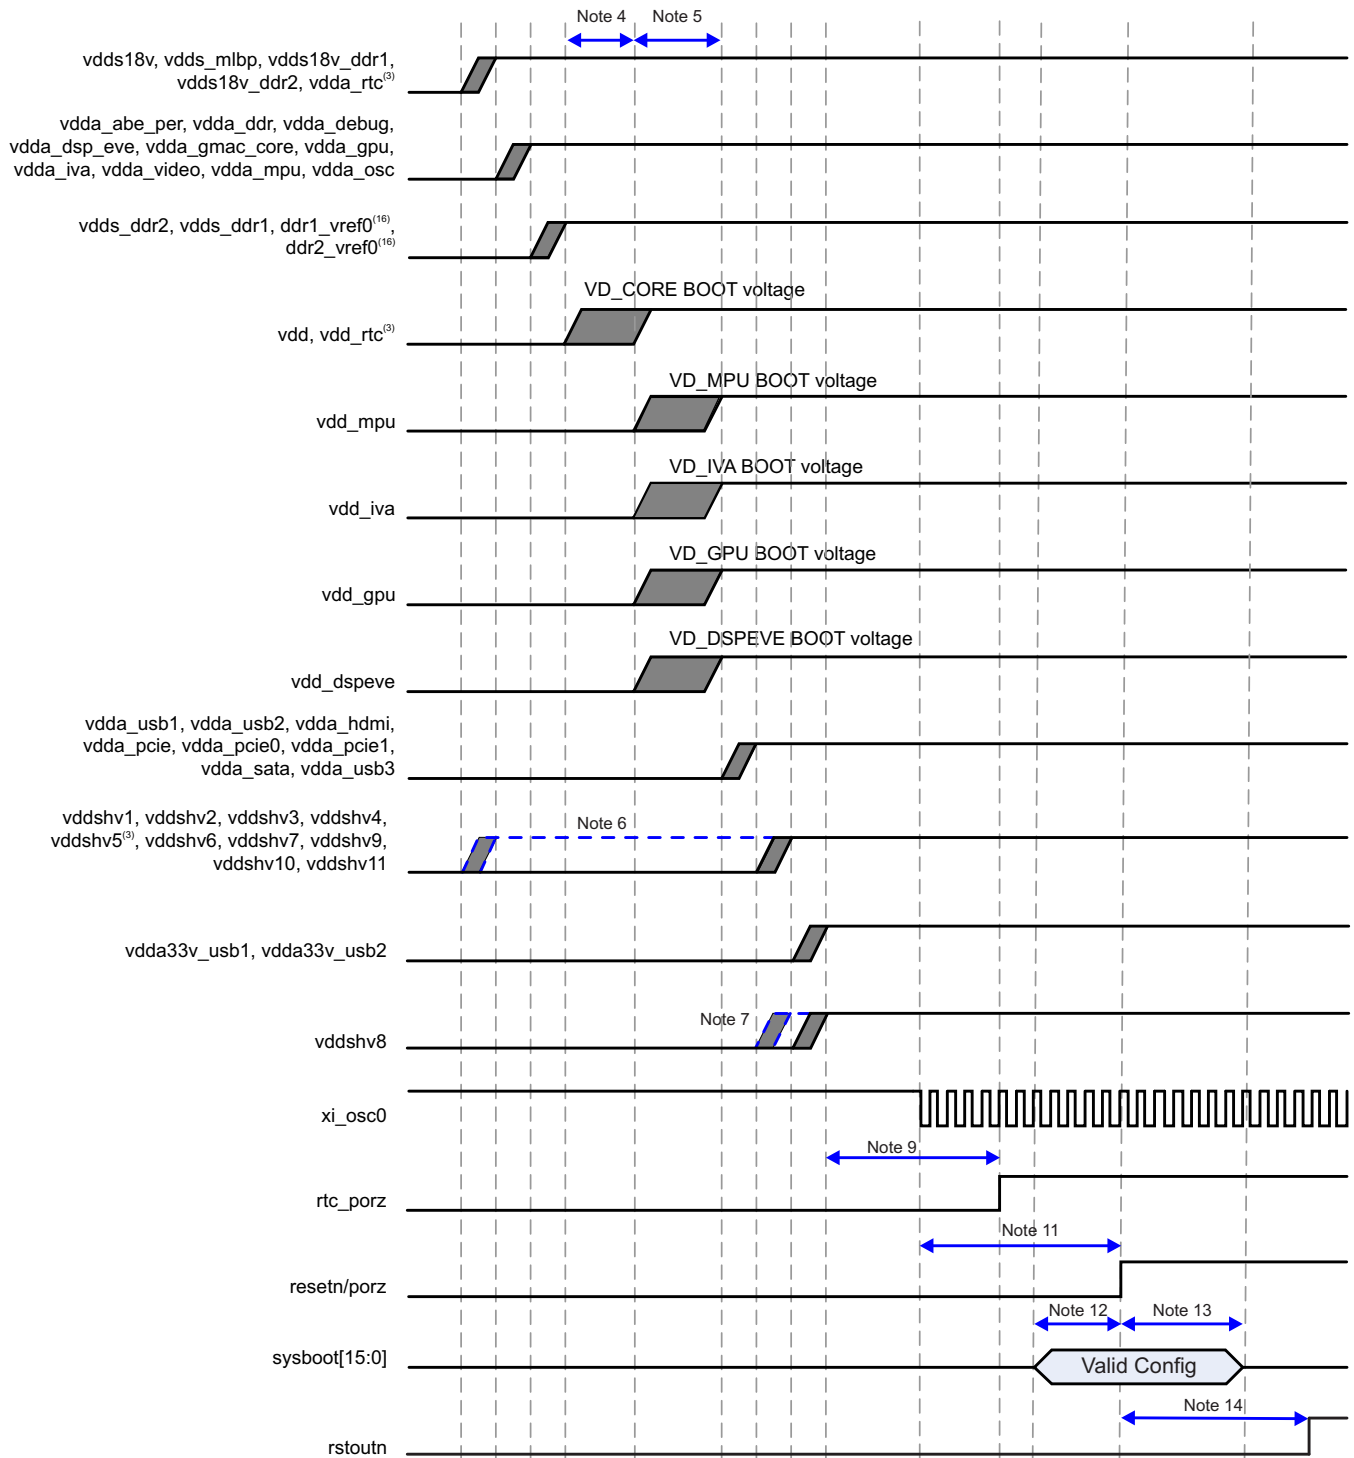 Note 4 Note 5
vdds18v, vdds_mlbp, vdds18v_ddr1,
vdds18v_ddr2, vdda_rtc(3)
vdda_abe_per, vdda_ddr, vdda_debug,
vdda_dsp_eve, vdda_gmac_core, vdda_gpu,
vdda_iva, vdda_video, vdda_mpu, vdda_osc
vdds_ddr2, vdds_ddr1, ddr1_vref0(16),
ddr2_vref0(16)
VD_CORE BOOT voltage
vdd, vdd_rtc(3)
VD_MPU BOOT voltage
vdd_mpu
VD_IVA BOOT voltage
vdd_iva
VD_GPU BOOT voltage
vdd_gpu
VD_DSPEVE BOOT voltage
vdd_dspeve
vdda_usb1, vdda_usb2, vdda_hdmi,
vdda_pcie, vdda_pcie0, vdda_pcie1,
vdda_sata, vdda_usb3
vddshv1, vddshv2, vddshv3, vddshv4,
vddshv5(3), vddshv6, vddshv7, vddshv9,
vddshv10, vddshv11
Note 6
vdda33v_usb1, vdda33v_usb2
Note 7
vddshv8
xi_osc0
Note 9
rtc_porz
Note 11
resetn/porz
Note 12 Note 13
sysboot[15:0]
Valid Config
Note 14
rstoutn